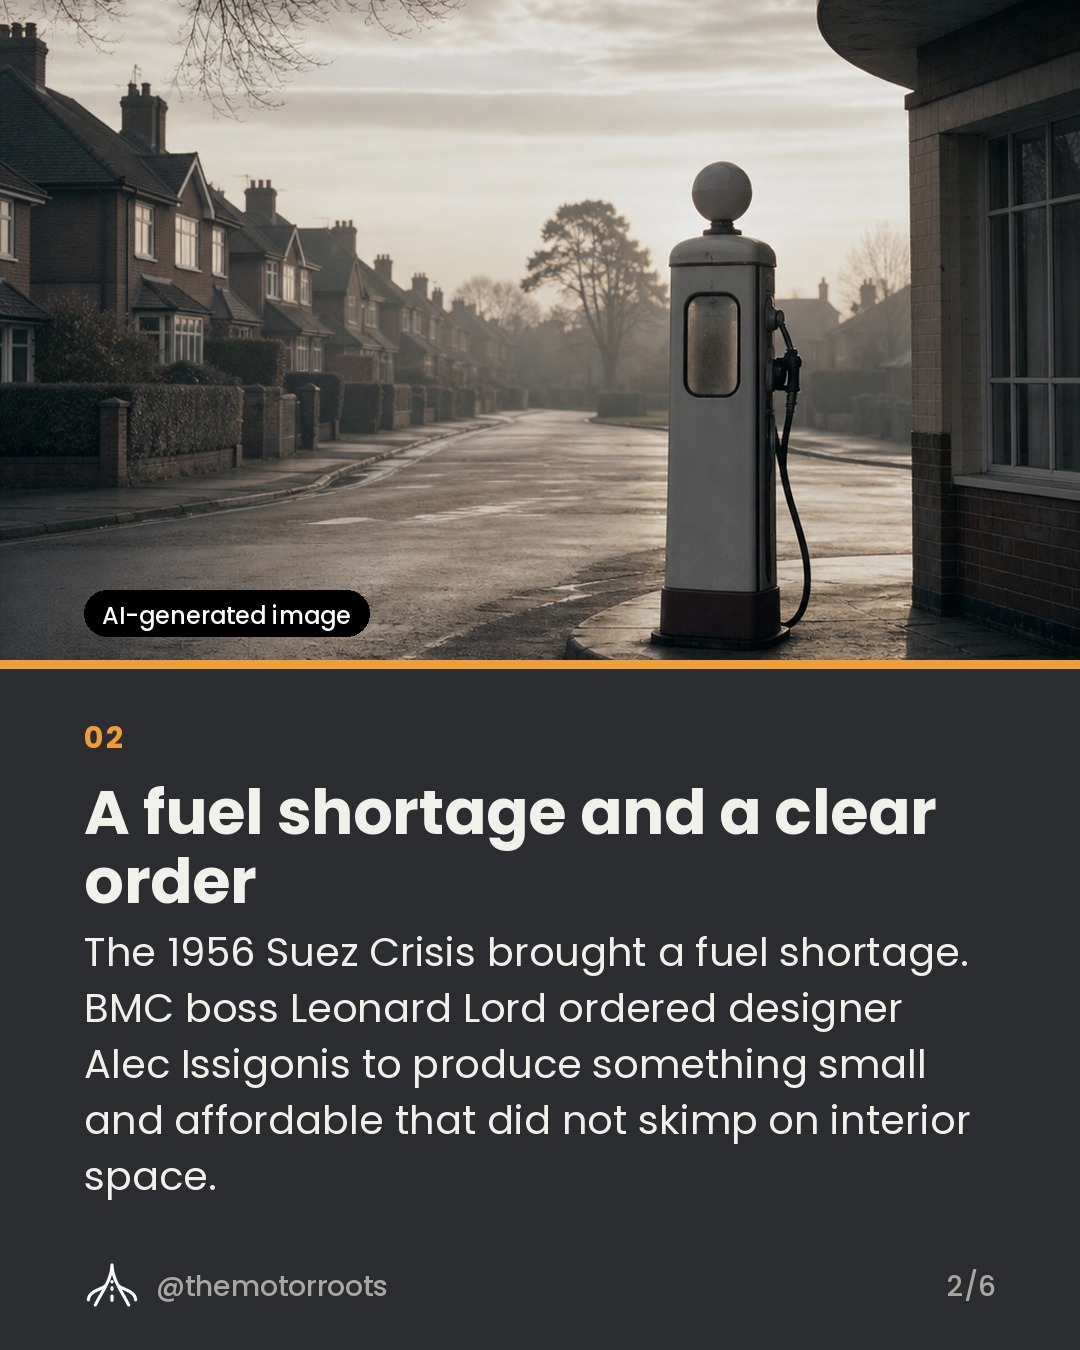 AI-generated image
02
A fuel shortage and a clear
order
The 1956 Suez Crisis brought a fuel shortage.
BMC boss Leonard Lord ordered designer
Alec Issigonis to produce something small
and affordable that did not skimp on interior
space.
@themotorroots
2/6